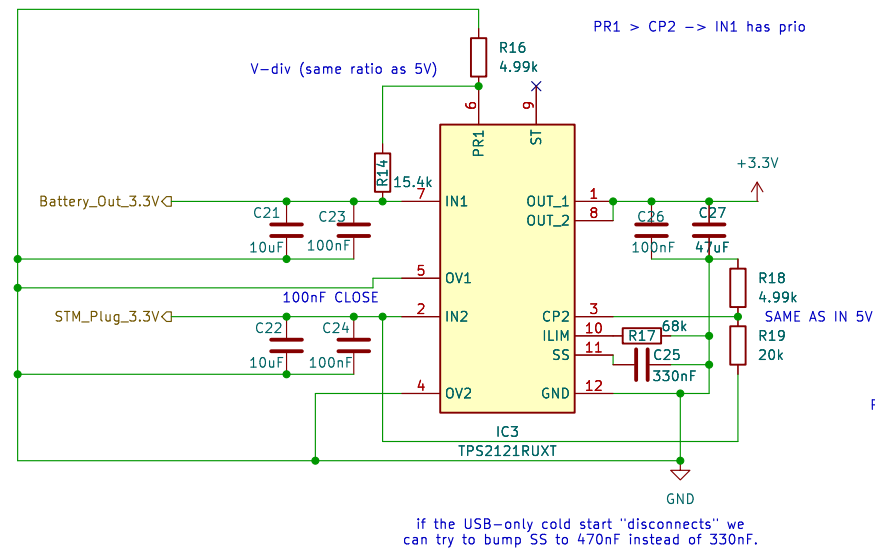 PR1 > CP2 -> IN1 has prio
R16
4.99k
V-div (same ratio as 5V)
6
PR1
9
ST
R14
15.4k
+3.3V
Battery_Out_3.3V
7
IN1
OUT_1
1
OUT_2
8
C21
10uF
C23
100nF
C26
100nF
C27
47uF
5
OV1
100nF CLOSE
R18
4.99k
STM_Plug_3.3V
2
IN2
CP2
3
SAME AS IN 5V
ILIM
10
R17
68k
R19
20k
C22
10uF
C24
100nF
SS
11
C25
330nF
4
OV2
GND
12
F
IC3
TPS2121RUXT
GND
if the USB-only cold start "disconnects" we
can try to bump SS to 470nF instead of 330nF.